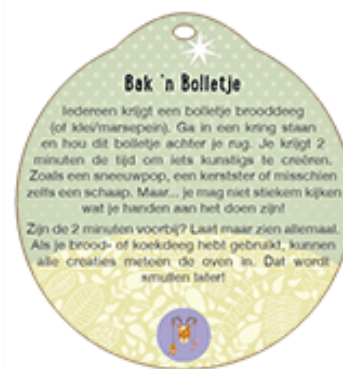 Bak 'n Bolletje
Iedereen krijgt een bolletje brooddeeg
(of klei/marsepein). Ga in een kring staan
en hou dit bolletje achter je rug. Je krijgt 2
minuten de tijd om iets kunstigs te creëren.
Zoals een sneeuwpop, een kerstster of misschien
zelfs een schaap. Maar... je mag niet stiekem kijken
wat je handen aan het doen zijn!
Zijn de 2 minuten voorbij? Laat maar zien allemaal.
Als je brood- of koekdeeg hebt gebruikt, kunnen
alle creaties meteen de oven in. Dat wordt
smullen later!